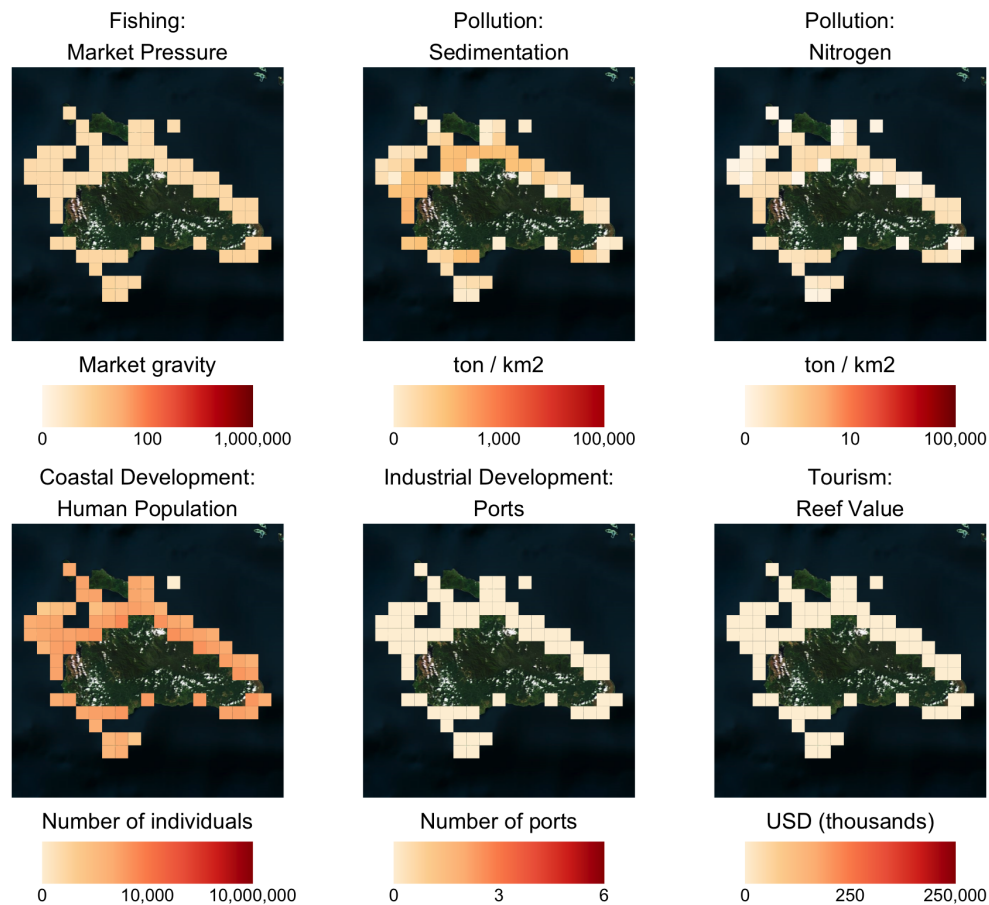 Fishing:
Market Pressure
Pollution:
Sedimentation
Pollution:
Nitrogen
Market gravity
0 100 1,000,000
ton / km2
0 1,000 100,000
ton / km2
0 10 100,000
Coastal Development:
Human Population
Industrial Development:
Ports
Tourism:
Reef Value
Number of individuals
0 10,000 10,000,000
Number of ports
0 3 6
USD (thousands)
0 250 250,000